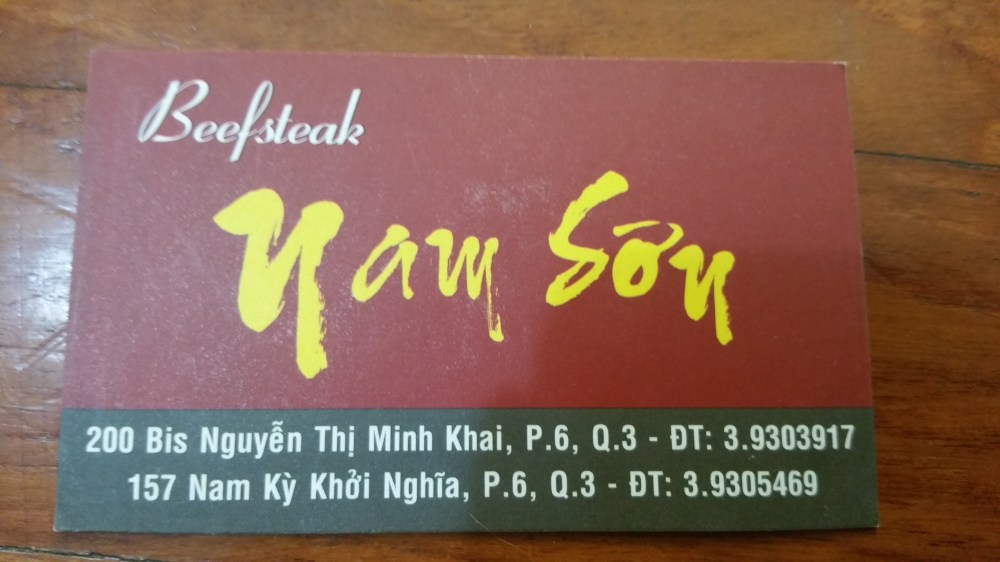 Beefsteak
Nam Sơn
200 Bis Nguyễn Thị Minh Khai, P.6, Q.3 - ĐT: 3.9303917
157 Nam Kỳ Khởi Nghĩa, P.6, Q.3 - ĐT: 3.9305469